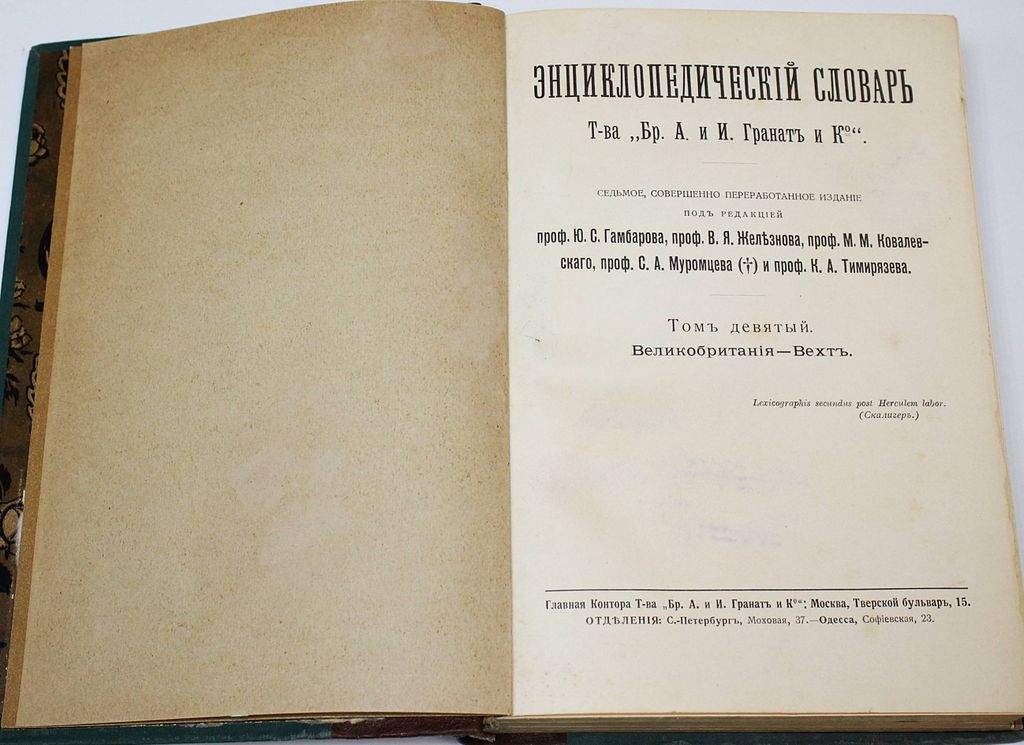 ЭНЦИКЛОПЕДИЧЕСКІЙ СЛОВАРЬ
Т-ва „Бр. А. и И. Гранатъ и Кº“.
СЕДЬМОЕ, СОВЕРШЕННО ПЕРЕРАБОТАННОЕ ИЗДАНІЕ
ПОДЪ РЕДАКЦІЕЙ
проф. Ю. С. Гамбарова, проф. В. Я. Желѣзнова, проф. М. М. Ковалев-
скаго, проф. С. А. Муромцева (†) и проф. К. А. Тимирязева.
Томъ девятый.
Великобританія—Вехтъ.
Lexicographis secundus post Herculem labor.
(Скалигеръ.)
Главная Контора Т-ва „Бр. А. и И. Гранатъ и Кº“: Москва, Тверской бульваръ, 15.
ОТДѢЛЕНІЯ: С.-Петербургъ, Моховая, 37.—Одесса, Софіевская, 23.